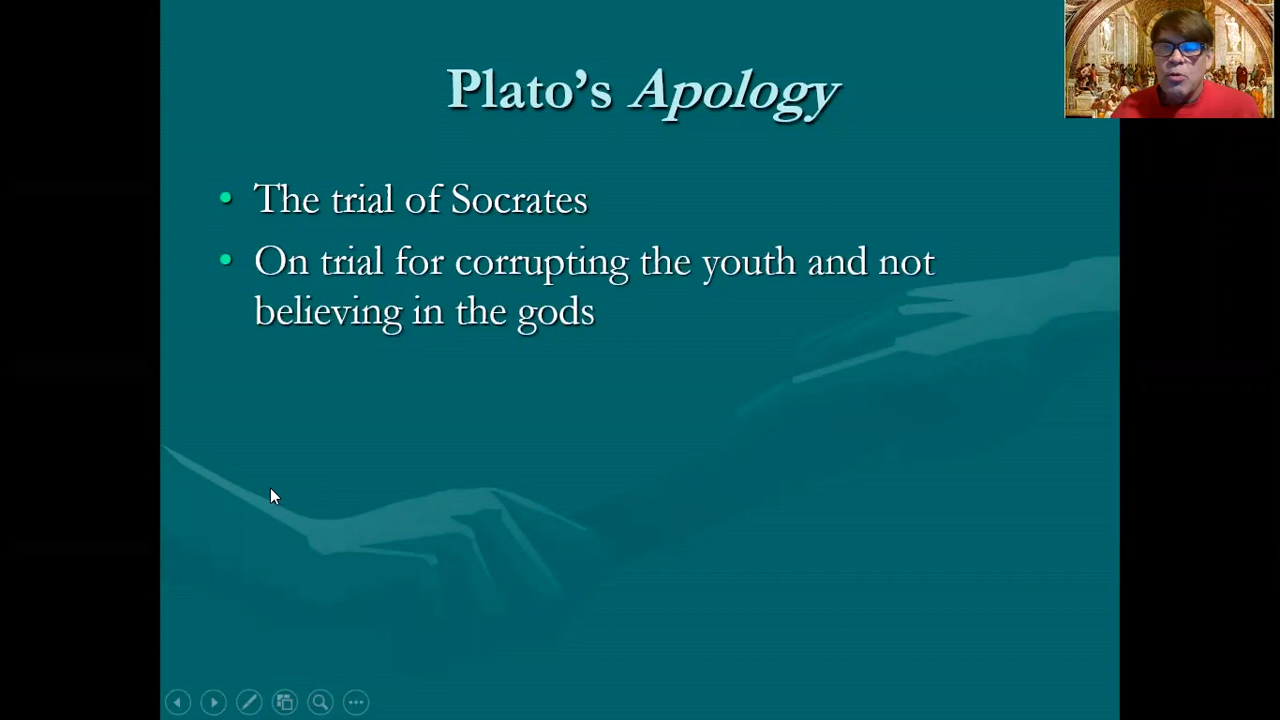 Plato’s Apology
• The trial of Socrates
• On trial for corrupting the youth and not
believing in the gods